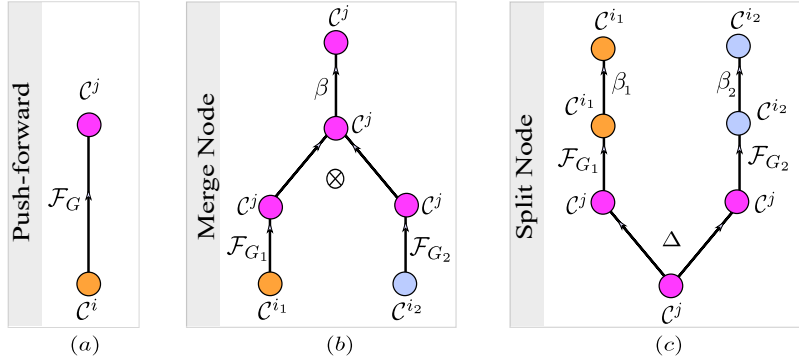 Push-forward
𝒞^j
ℱ_G
𝒞^i
(a)
Merge Node
𝒞^j
β
𝒞^j
⊗
𝒞^j
𝒞^j
ℱ_{G_1}
ℱ_{G_2}
𝒞^{i_1}
𝒞^{i_2}
(b)
Split Node
𝒞^{i_1}
𝒞^{i_2}
β_1
β_2
𝒞^{i_1}
𝒞^{i_2}
ℱ_{G_1}
ℱ_{G_2}
𝒞^j
𝒞^j
Δ
𝒞^j
(c)